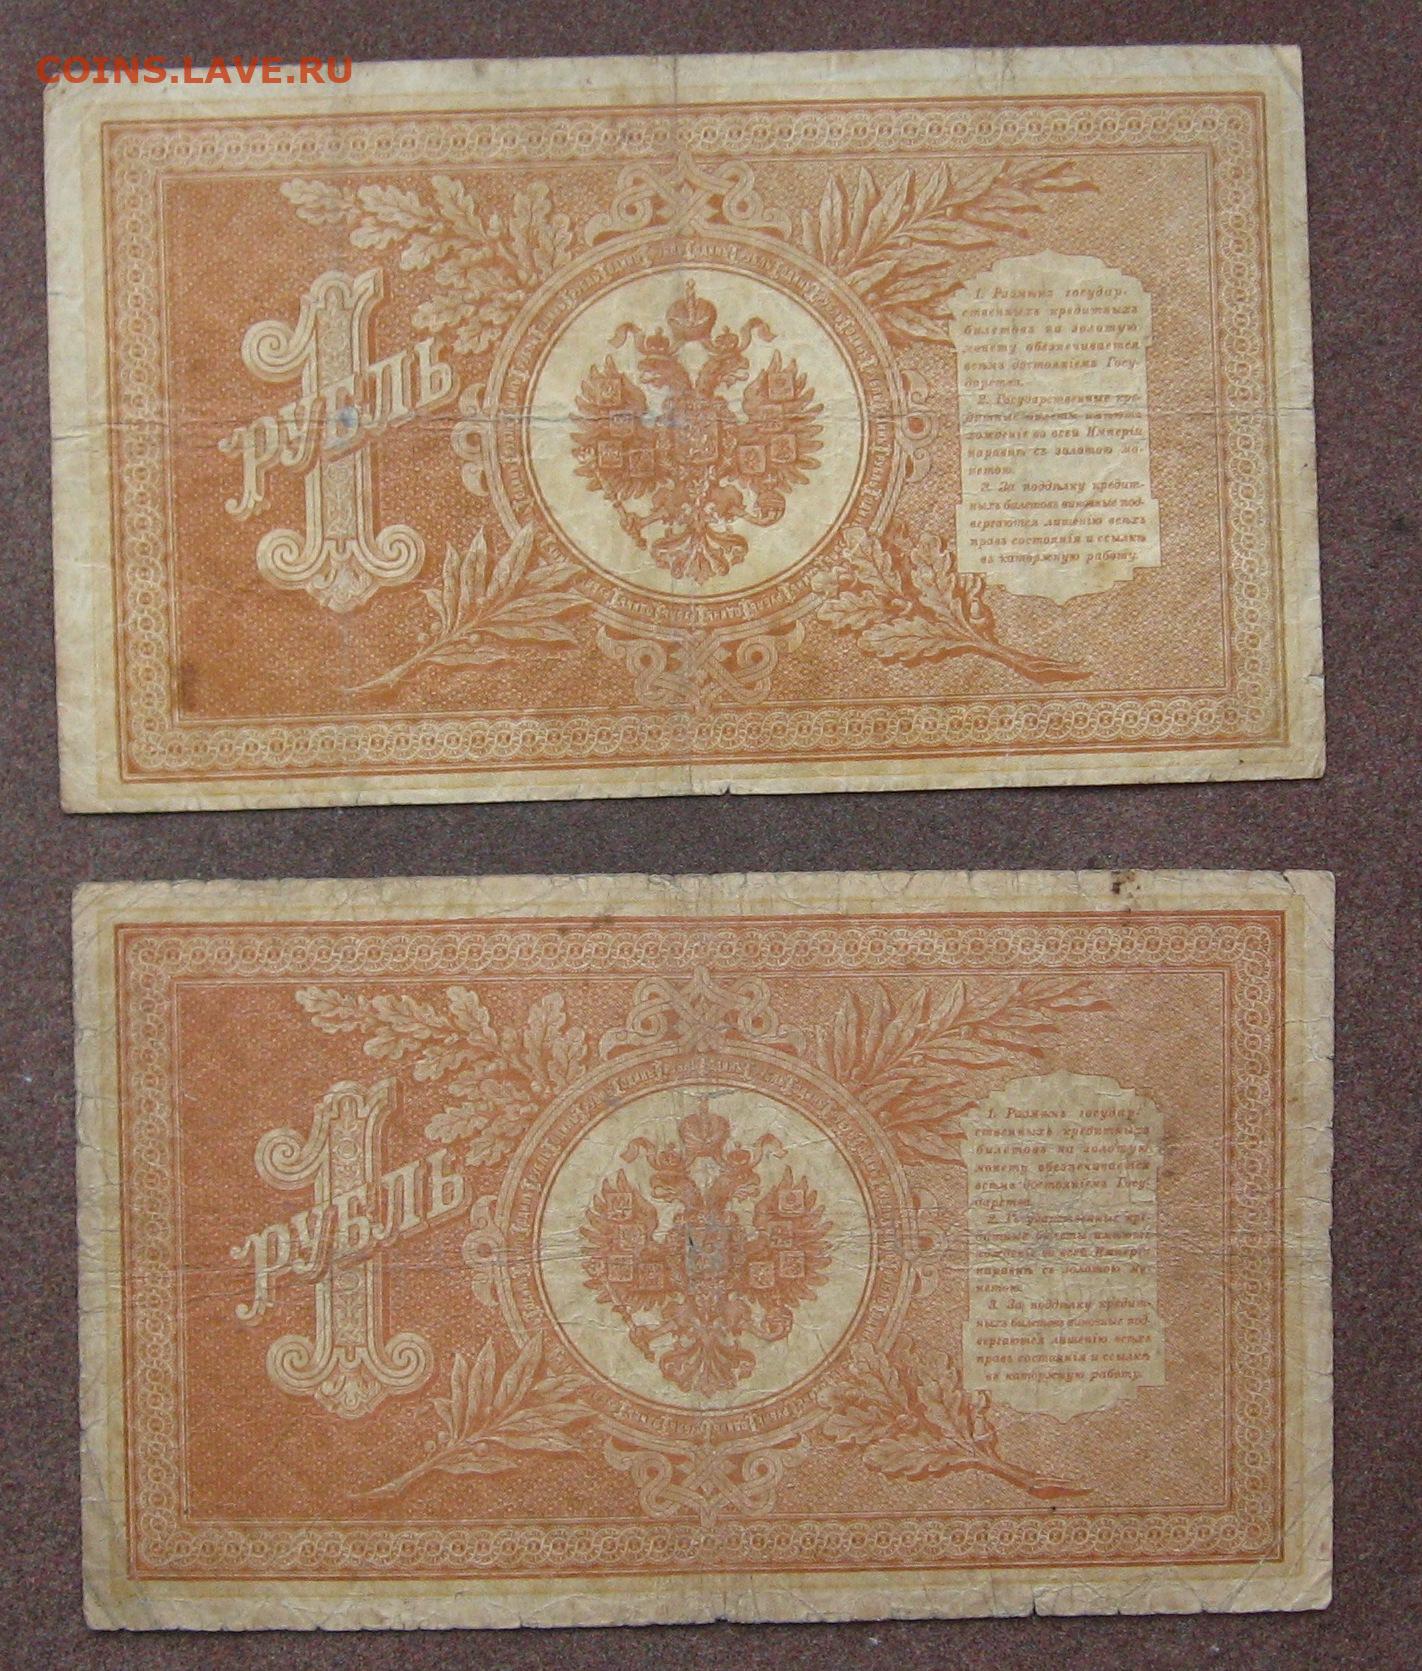 COINS.LAVE.RU
1
РУБЛЬ
1. Размѣнъ государ-
ственныхъ кредитныхъ
билетовъ на золотую
монету обезпечивается
всѣмъ достояніемъ Госу-
дарства.
2. Государственные кре-
дитные билеты имѣютъ
хожденіе во всей Имперіи
наравнѣ съ золотою мо-
нетою.
3. За поддѣлку кредит-
ныхъ билетовъ виновные под-
вергаются лишенію всѣхъ
правъ состоянія и ссылкѣ
въ каторжную работу.
1
РУБЛЬ
1. Размѣнъ государ-
ственныхъ кредитныхъ
билетовъ на золотую
монету обезпечивается
всѣмъ достояніемъ Госу-
дарства.
2. Государственные кре-
дитные билеты имѣютъ
хожденіе во всей Имперіи
наравнѣ съ золотою мо-
нетою.
3. За поддѣлку кредит-
ныхъ билетовъ виновные под-
вергаются лишенію всѣхъ
правъ состоянія и ссылкѣ
въ каторжную работу.